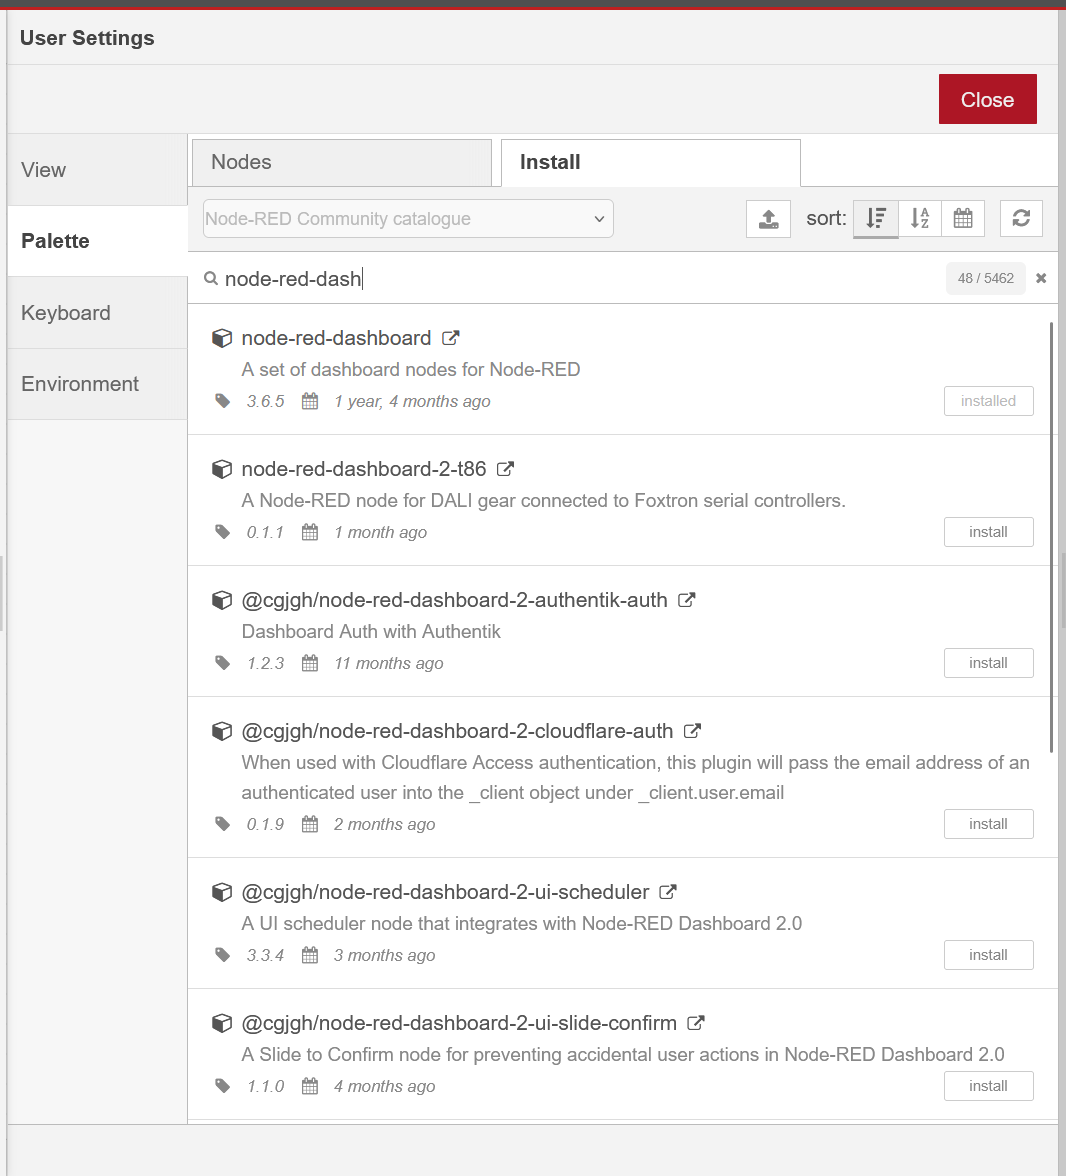 User Settings
Close
View
Palette
Keyboard
Environment
Nodes
Install
Node-RED Community catalogue
sort:
A
Z
node-red-dash
48 / 5462
node-red-dashboard
A set of dashboard nodes for Node-RED
3.6.5 1 year, 4 months ago
installed
node-red-dashboard-2-t86
A Node-RED node for DALI gear connected to Foxtron serial controllers.
0.1.1 1 month ago
install
@cgjgh/node-red-dashboard-2-authentik-auth
Dashboard Auth with Authentik
1.2.3 11 months ago
install
@cgjgh/node-red-dashboard-2-cloudflare-auth
When used with Cloudflare Access authentication, this plugin will pass the email address of an
authenticated user into the _client object under _client.user.email
0.1.9 2 months ago
install
@cgjgh/node-red-dashboard-2-ui-scheduler
A UI scheduler node that integrates with Node-RED Dashboard 2.0
3.3.4 3 months ago
install
@cgjgh/node-red-dashboard-2-ui-slide-confirm
A Slide to Confirm node for preventing accidental user actions in Node-RED Dashboard 2.0
1.1.0 4 months ago
install